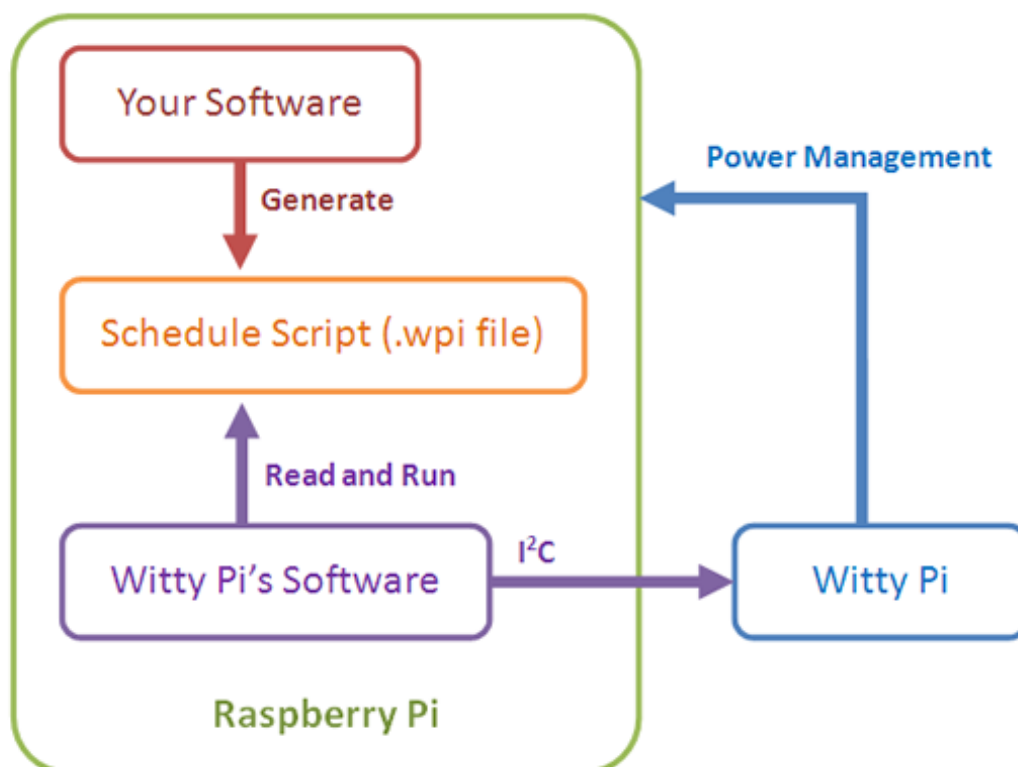 Your Software
Power Management
Generate
Schedule Script (.wpi file)
Read and Run
I²C
Witty Pi’s Software
Witty Pi
Raspberry Pi